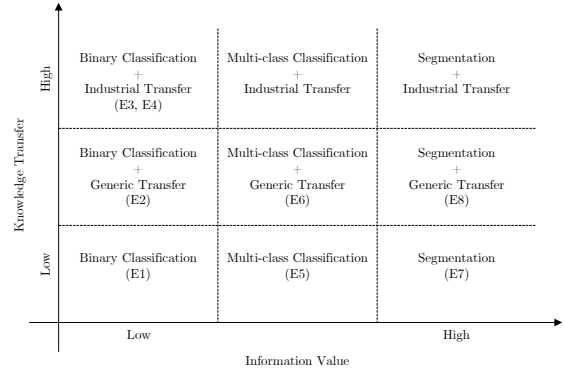 High
Binary Classification
+
Industrial Transfer
(E3, E4)
Multi-class Classification
+
Industrial Transfer
Segmentation
+
Industrial Transfer
Knowledge Transfer
Binary Classification
+
Generic Transfer
(E2)
Multi-class Classification
+
Generic Transfer
(E6)
Segmentation
+
Generic Transfer
(E8)
Low
Binary Classification
(E1)
Multi-class Classification
(E5)
Segmentation
(E7)
Low
High
Information Value